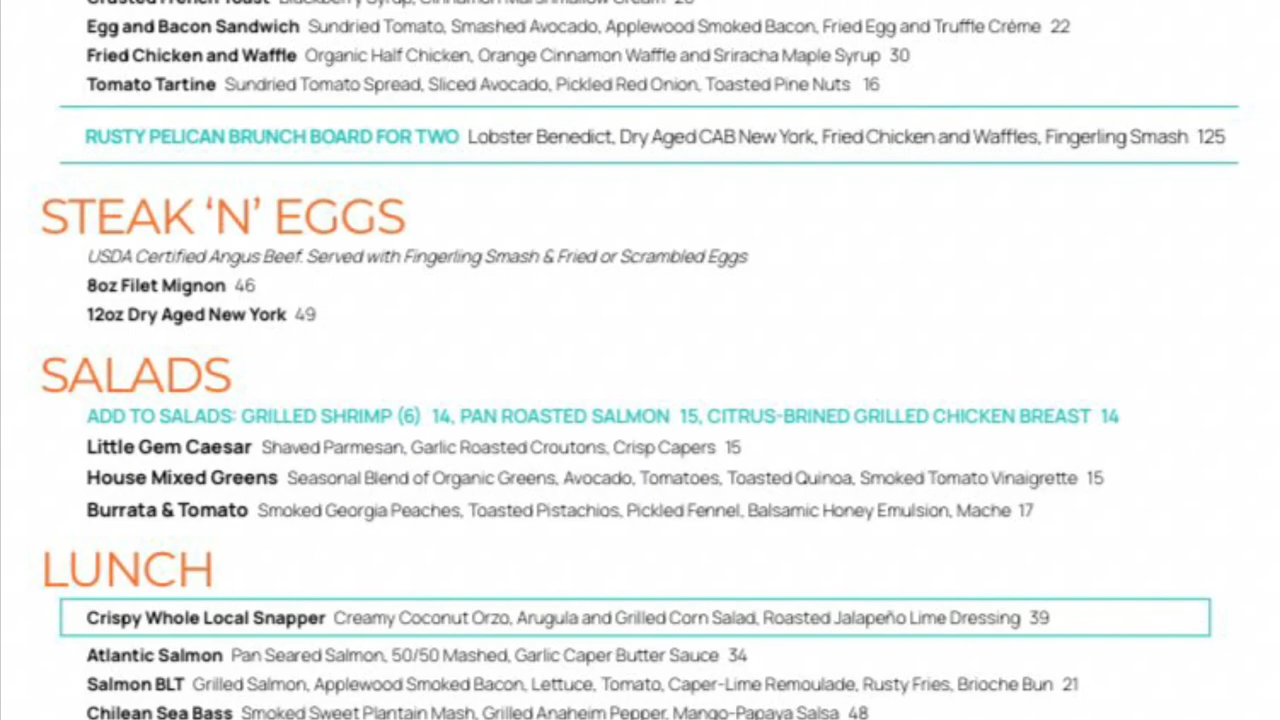 Crusted French Toast Blackberry Syrup, Cinnamon Marshmallow Cream
Egg and Bacon Sandwich Sundried Tomato, Smashed Avocado, Applewood Smoked Bacon, Fried Egg and Truffle Crème 22
Fried Chicken and Waffle Organic Half Chicken, Orange Cinnamon Waffle and Sriracha Maple Syrup 30
Tomato Tartine Sundried Tomato Spread, Sliced Avocado, Pickled Red Onion, Toasted Pine Nuts 16
RUSTY PELICAN BRUNCH BOARD FOR TWO Lobster Benedict, Dry Aged CAB New York, Fried Chicken and Waffles, Fingerling Smash 125
STEAK ‘N’ EGGS
USDA Certified Angus Beef. Served with Fingerling Smash & Fried or Scrambled Eggs
8oz Filet Mignon 46
12oz Dry Aged New York 49
SALADS
ADD TO SALADS: GRILLED SHRIMP (6) 14, PAN ROASTED SALMON 15, CITRUS-BRINED GRILLED CHICKEN BREAST 14
Little Gem Caesar Shaved Parmesan, Garlic Roasted Croutons, Crisp Capers 15
House Mixed Greens Seasonal Blend of Organic Greens, Avocado, Tomatoes, Toasted Quinoa, Smoked Tomato Vinaigrette 15
Burrata & Tomato Smoked Georgia Peaches, Toasted Pistachios, Pickled Fennel, Balsamic Honey Emulsion, Mache 17
LUNCH
Crispy Whole Local Snapper Creamy Coconut Orzo, Arugula and Grilled Corn Salad, Roasted Jalapeño Lime Dressing 39
Atlantic Salmon Pan Seared Salmon, 50/50 Mashed, Garlic Caper Butter Sauce 34
Salmon BLT Grilled Salmon, Applewood Smoked Bacon, Lettuce, Tomato, Caper-Lime Remoulade, Rusty Fries, Brioche Bun 21
Chilean Sea Bass Smoked Sweet Plantain Mash, Grilled Anaheim Pepper, Mango-Papaya Salsa 48